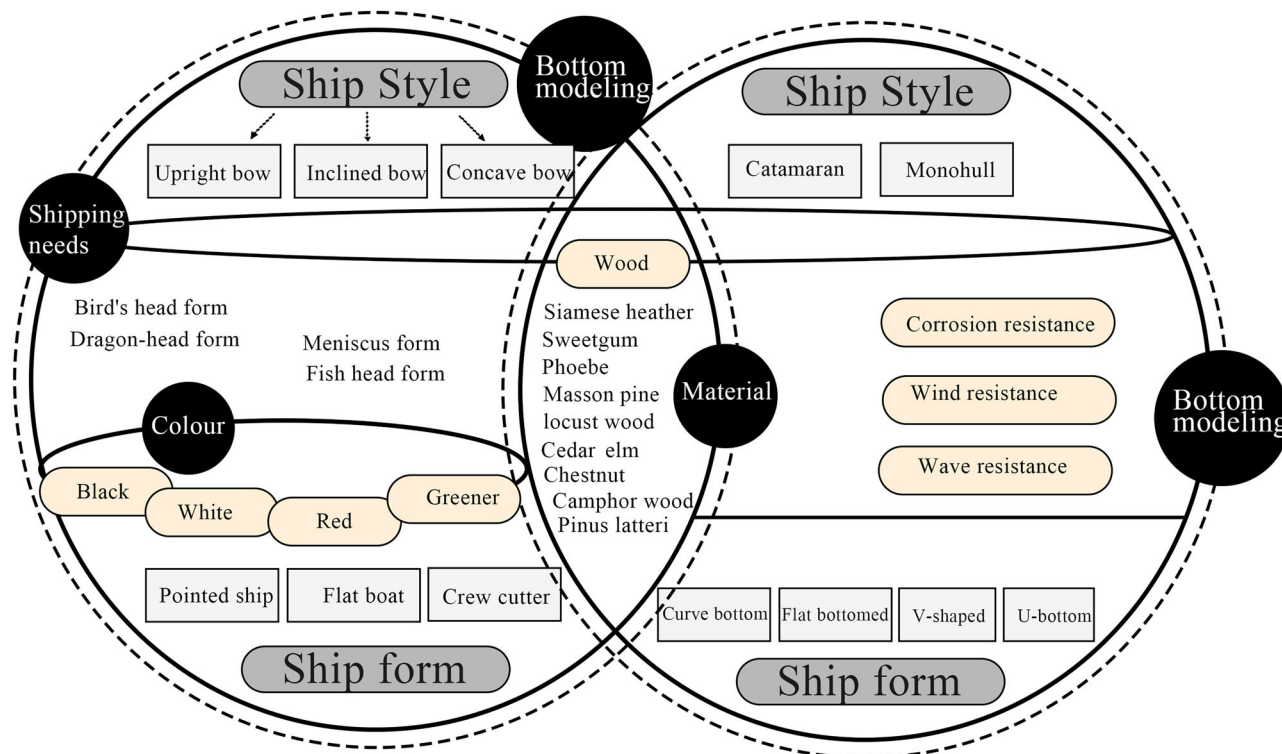 Bottom
modeling
Ship Style
Upright bow
Inclined bow
Concave bow
Ship Style
Catamaran
Monohull
Shipping
needs
Wood
Bird's head form
Dragon-head form
Meniscus form
Fish head form
Siamese heather
Sweetgum
Phoebe
Masson pine
locust wood
Cedar elm
Chestnut
Camphor wood
Pinus latteri
Material
Corrosion resistance
Wind resistance
Wave resistance
Bottom
modeling
Colour
Black
White
Red
Greener
Pointed ship
Flat boat
Crew cutter
Ship form
Curve bottom
Flat bottomed
V-shaped
U-bottom
Ship form